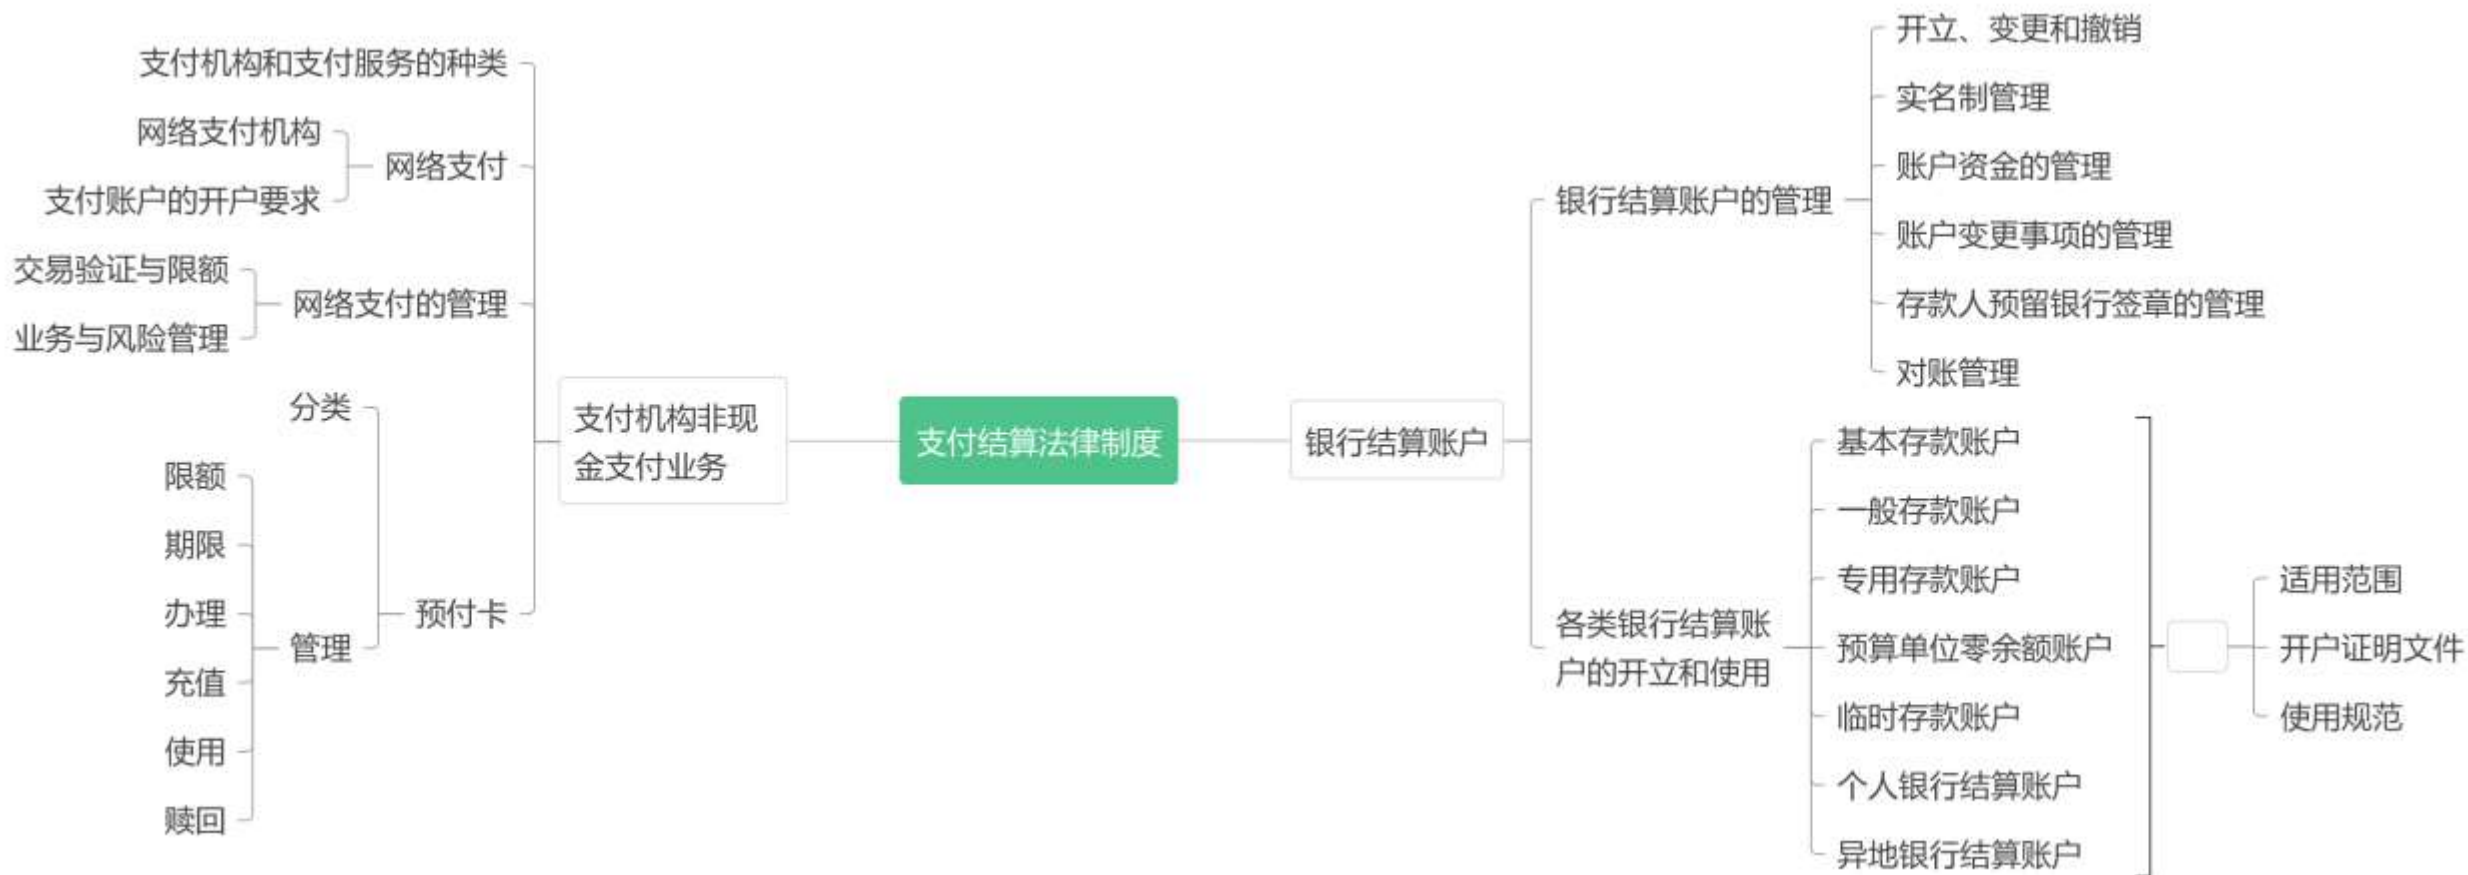 支付结算法律制度
支付机构非现
金支付业务
支付机构和支付服务的种类
网络支付
网络支付机构
支付账户的开户要求
网络支付的管理
交易验证与限额
业务与风险管理
预付卡
分类
管理
限额
期限
办理
充值
使用
赎回
银行结算账户
银行结算账户的管理
开立、变更和撤销
实名制管理
账户资金的管理
账户变更事项的管理
存款人预留银行签章的管理
对账管理
各类银行结算账
户的开立和使用
基本存款账户
一般存款账户
专用存款账户
预算单位零余额账户
临时存款账户
个人银行结算账户
异地银行结算账户
适用范围
开户证明文件
使用规范